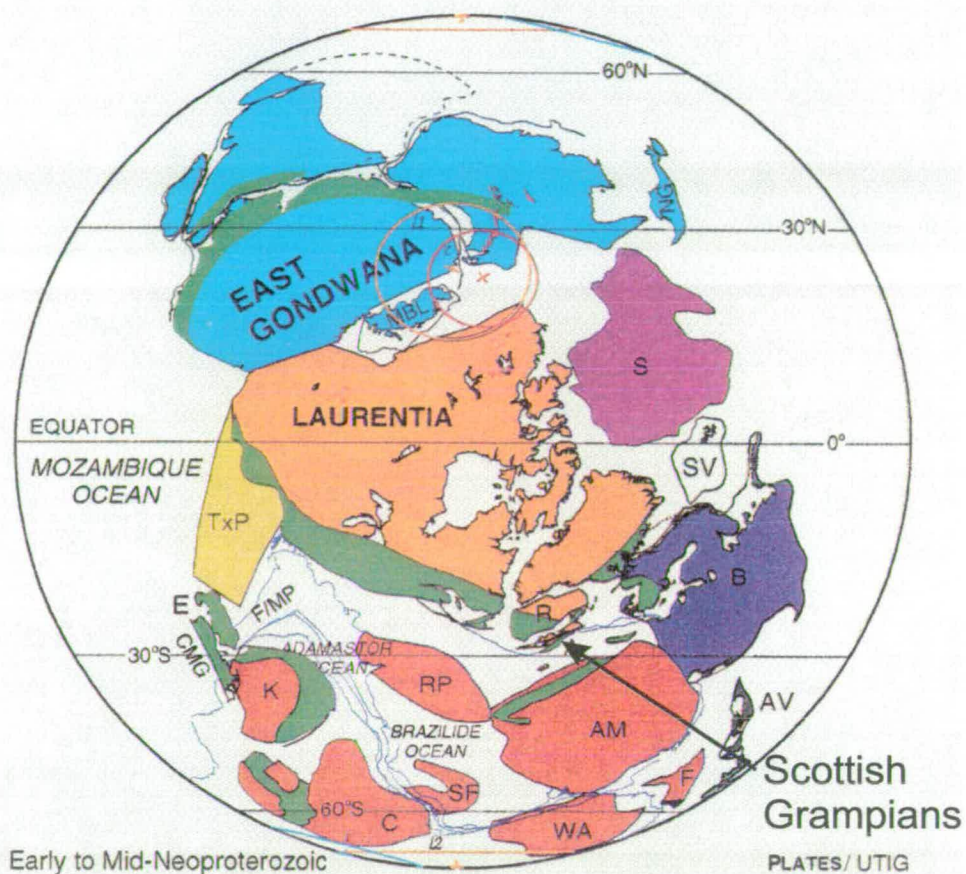 60°N
30°N
NG
EAST
GONDWANA
MBL
S
LAURENTIA
EQUATOR
0°
MOZAMBIQUE
OCEAN
SV
TxP
B
E
F/MP
R
CMG
30°S
ADAMASTOR
OCEAN
K
RP
AV
AM
BRAZILIDE
OCEAN
F
Scottish
Grampians
SF
60°S
C
WA
Early to Mid-Neoproterozoic
PLATES/ UTIG